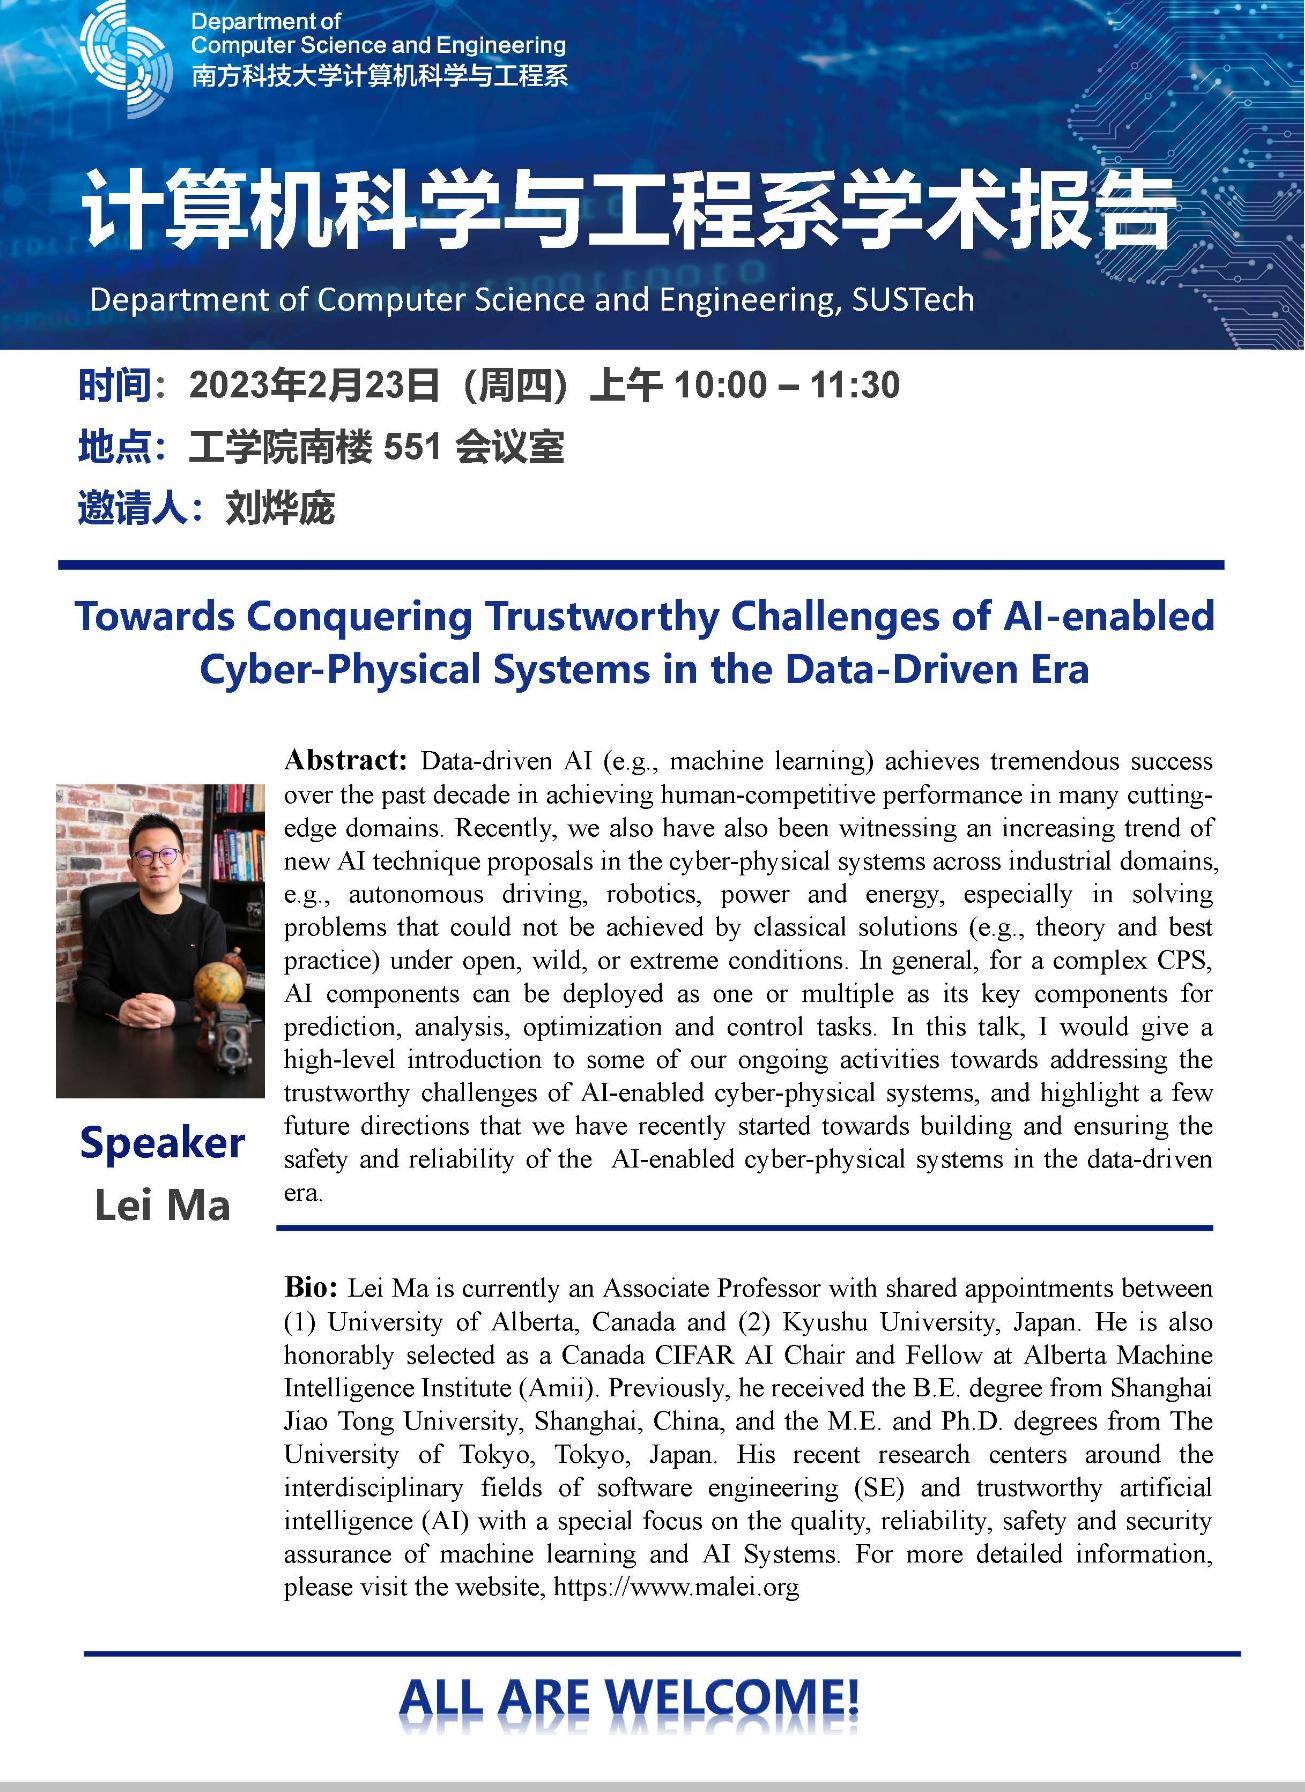 Department of
Computer Science and Engineering
南方科技大学计算机科学与工程系
计算机科学与工程系学术报告
Department of Computer Science and Engineering, SUSTech
时间：2023年2月23日（周四）上午 10:00 – 11:30
地点：工学院南楼 551 会议室
邀请人：刘烨庞
Towards Conquering Trustworthy Challenges of AI-enabled
Cyber-Physical Systems in the Data-Driven Era
Abstract: Data-driven AI (e.g., machine learning) achieves tremendous success
over the past decade in achieving human-competitive performance in many cutting-
edge domains. Recently, we also have also been witnessing an increasing trend of
new AI technique proposals in the cyber-physical systems across industrial domains,
e.g., autonomous driving, robotics, power and energy, especially in solving
problems that could not be achieved by classical solutions (e.g., theory and best
practice) under open, wild, or extreme conditions. In general, for a complex CPS,
AI components can be deployed as one or multiple as its key components for
prediction, analysis, optimization and control tasks. In this talk, I would give a
high-level introduction to some of our ongoing activities towards addressing the
trustworthy challenges of AI-enabled cyber-physical systems, and highlight a few
future directions that we have recently started towards building and ensuring the
safety and reliability of the AI-enabled cyber-physical systems in the data-driven
era.
Speaker
Lei Ma
Bio: Lei Ma is currently an Associate Professor with shared appointments between
(1) University of Alberta, Canada and (2) Kyushu University, Japan. He is also
honorably selected as a Canada CIFAR AI Chair and Fellow at Alberta Machine
Intelligence Institute (Amii). Previously, he received the B.E. degree from Shanghai
Jiao Tong University, Shanghai, China, and the M.E. and Ph.D. degrees from The
University of Tokyo, Tokyo, Japan. His recent research centers around the
interdisciplinary fields of software engineering (SE) and trustworthy artificial
intelligence (AI) with a special focus on the quality, reliability, safety and security
assurance of machine learning and AI Systems. For more detailed information,
please visit the website, https://www.malei.org
ALL ARE WELCOME!